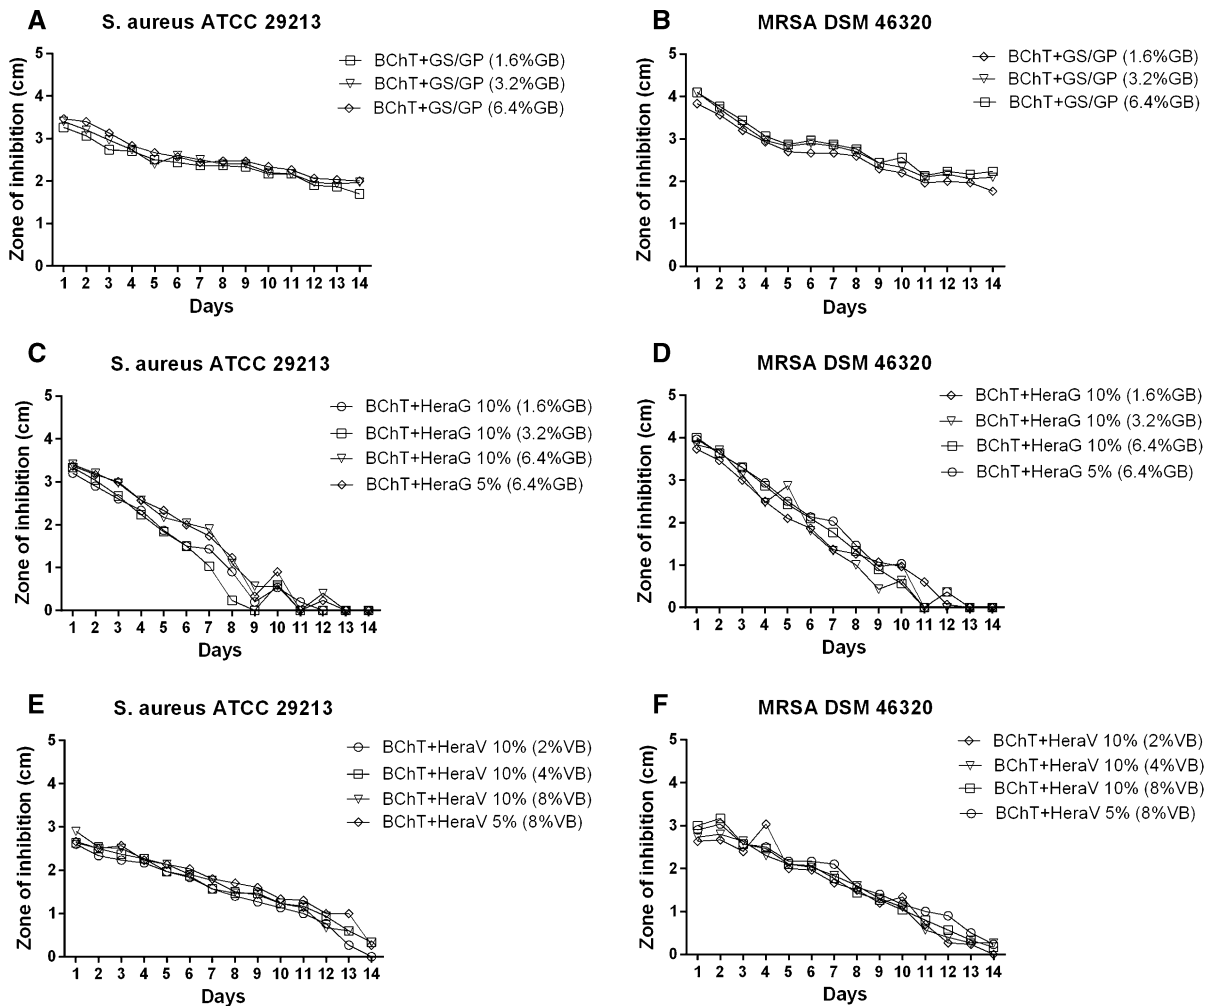 A
S. aureus ATCC 29213
BChT+GS/GP (1.6%GB)
BChT+GS/GP (3.2%GB)
BChT+GS/GP (6.4%GB)
Zone of inhibition (cm)
5
4
3
2
1
0
1 2 3 4 5 6 7 8 9 10 11 12 13 14
Days
B
MRSA DSM 46320
BChT+GS/GP (1.6%GB)
BChT+GS/GP (3.2%GB)
BChT+GS/GP (6.4%GB)
Zone of inhibition (cm)
5
4
3
2
1
0
1 2 3 4 5 6 7 8 9 10 11 12 13 14
Days
C
S. aureus ATCC 29213
BChT+HeraG 10% (1.6%GB)
BChT+HeraG 10% (3.2%GB)
BChT+HeraG 10% (6.4%GB)
BChT+HeraG 5% (6.4%GB)
Zone of inhibition (cm)
5
4
3
2
1
0
1 2 3 4 5 6 7 8 9 10 11 12 13 14
Days
D
MRSA DSM 46320
BChT+HeraG 10% (1.6%GB)
BChT+HeraG 10% (3.2%GB)
BChT+HeraG 10% (6.4%GB)
BChT+HeraG 5% (6.4%GB)
Zone of inhibition (cm)
5
4
3
2
1
0
1 2 3 4 5 6 7 8 9 10 11 12 13 14
Days
E
S. aureus ATCC 29213
BChT+HeraV 10% (2%VB)
BChT+HeraV 10% (4%VB)
BChT+HeraV 10% (8%VB)
BChT+HeraV 5% (8%VB)
Zone of inhibition (cm)
5
4
3
2
1
0
1 2 3 4 5 6 7 8 9 10 11 12 13 14
Days
F
MRSA DSM 46320
BChT+HeraV 10% (2%VB)
BChT+HeraV 10% (4%VB)
BChT+HeraV 10% (8%VB)
BChT+HeraV 5% (8%VB)
Zone of inhibition (cm)
5
4
3
2
1
0
1 2 3 4 5 6 7 8 9 10 11 12 13 14
Days